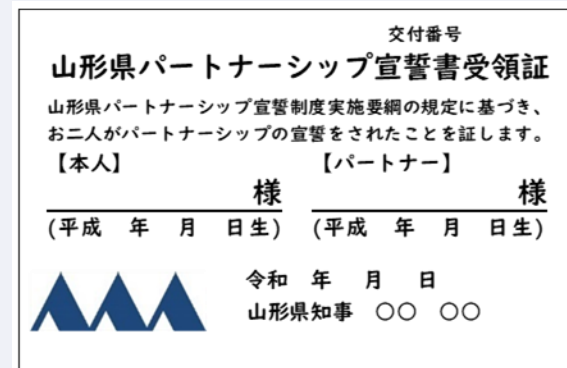 交付番号
山形県パートナーシップ宣誓書受領証
山形県パートナーシップ宣誓制度実施要綱の規定に基づき、
お二人がパートナーシップの宣誓をされたことを証します。
【本人】 【パートナー】
様 様
(平成 年 月 日生) (平成 年 月 日生)
令和 年 月 日
山形県知事 ○○ ○○